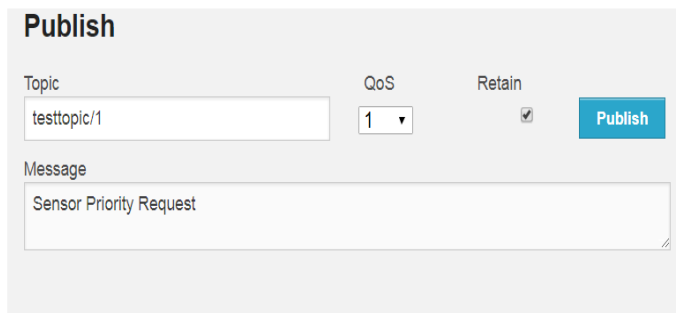 Publish
Topic QoS Retain
testtopic/1 1 Publish
Message
Sensor Priority Request